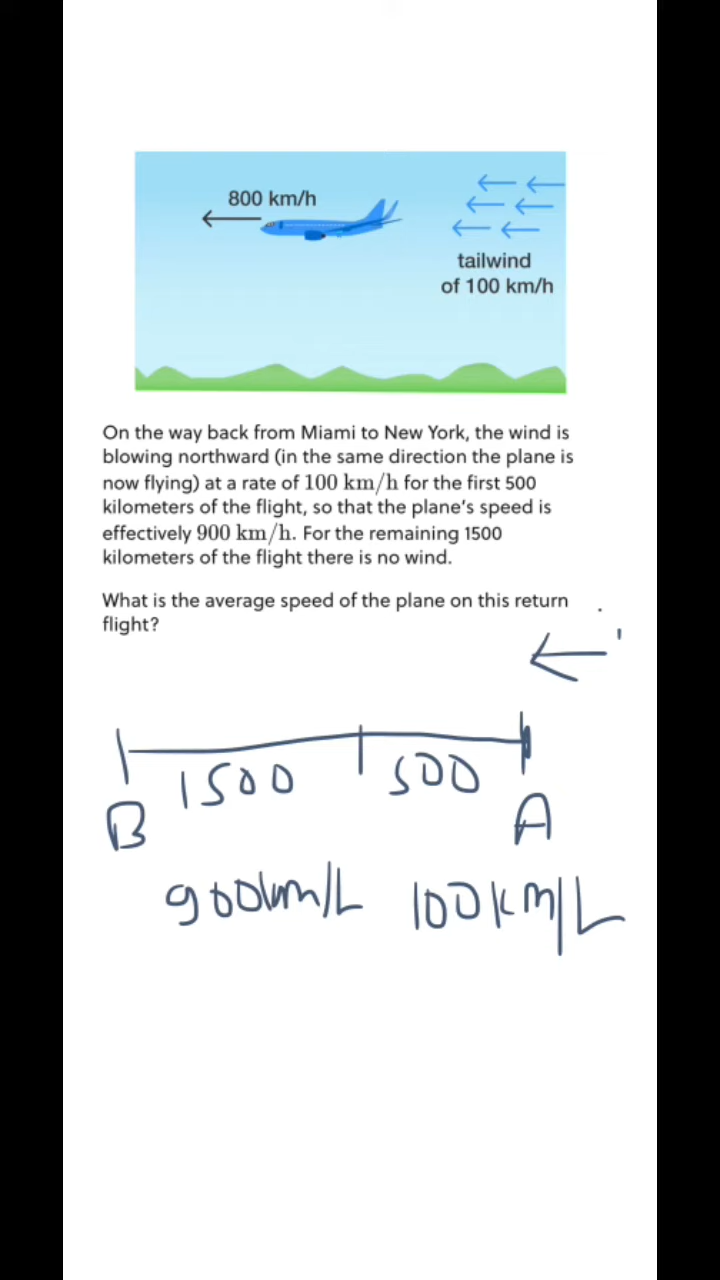 800 km/h
tailwind
of 100 km/h
On the way back from Miami to New York, the wind is
blowing northward (in the same direction the plane is
now flying) at a rate of 100 km/h for the first 500
kilometers of the flight, so that the plane's speed is
effectively 900 km/h. For the remaining 1500
kilometers of the flight there is no wind.
What is the average speed of the plane on this return
flight?
1500 500
B A
900km/L 100km/L